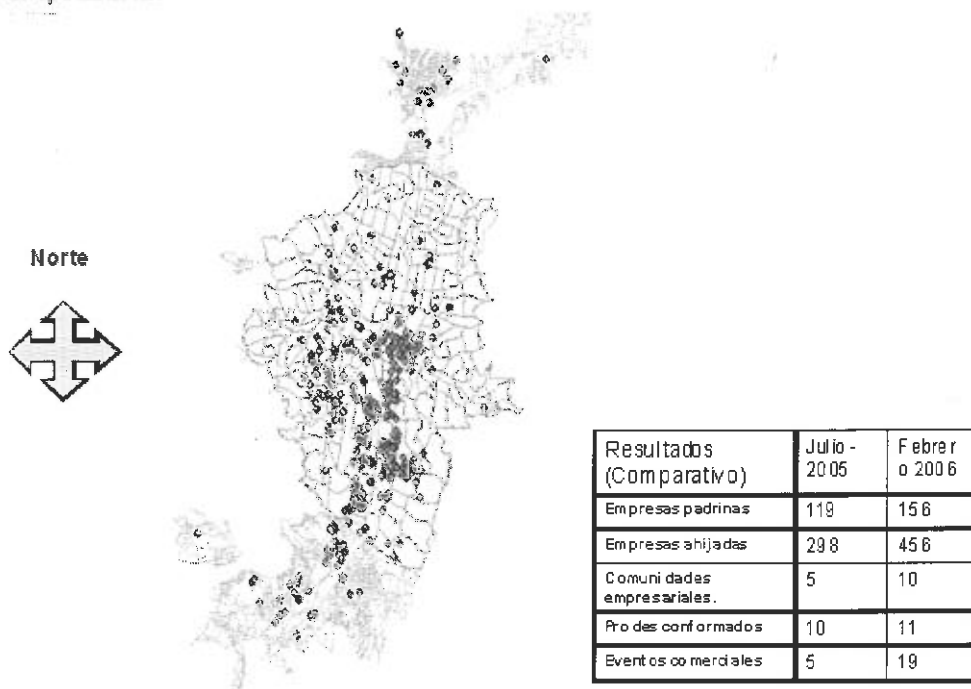 Norte
Resultados (Comparativo) Julio - 2005 Febrero 2006
Empresas padrinas 119 156
Empresas ahijadas 298 456
Comunidades empresariales. 5 10
Prodes conformados 10 11
Eventos comerciales 5 19